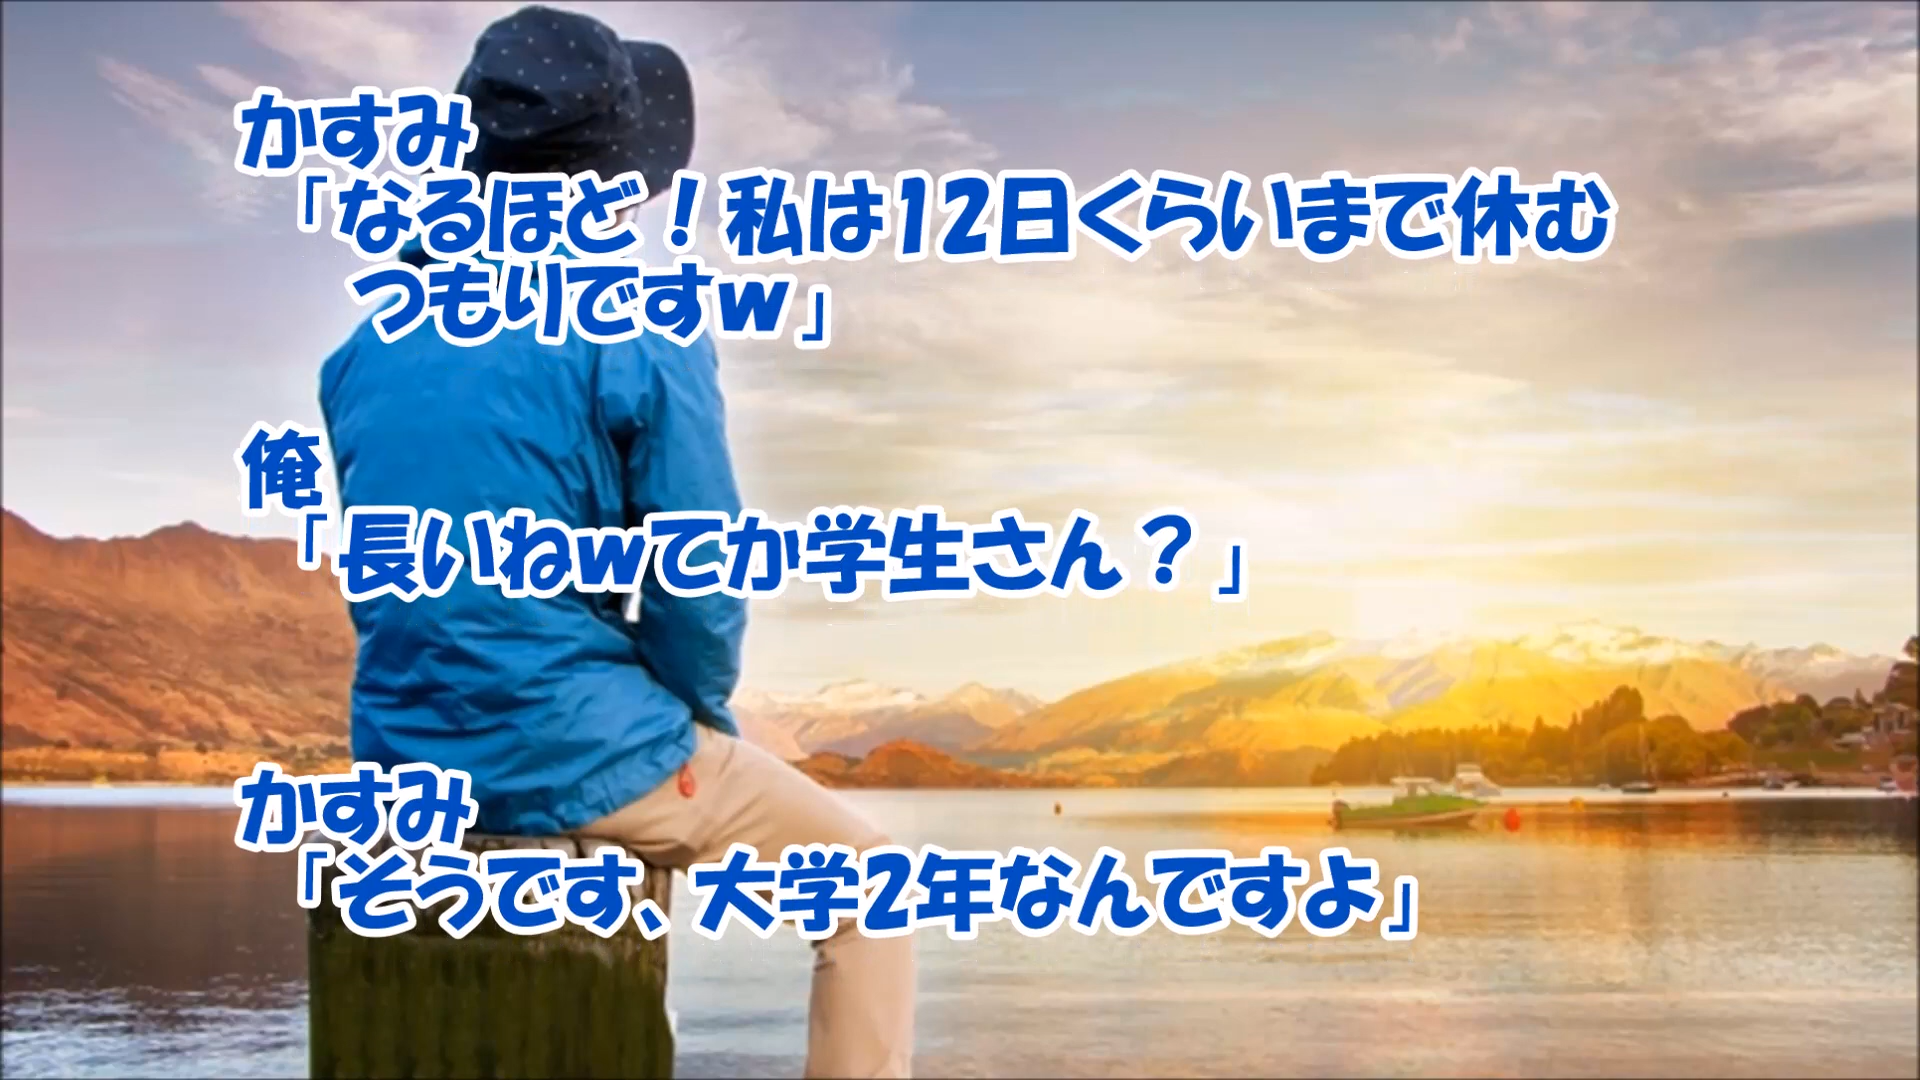 かすみ
「なるほど！私は12日くらいまで休む
つもりですw」
俺
「長いねwてか学生さん？」
かすみ
「そうです、大学2年なんですよ」